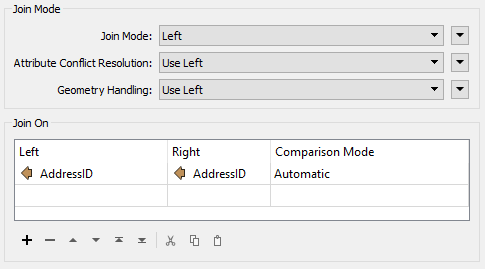 Join Mode
Join Mode: Left
Attribute Conflict Resolution: Use Left
Geometry Handling: Use Left
Join On
Left Right Comparison Mode
AddressID AddressID Automatic